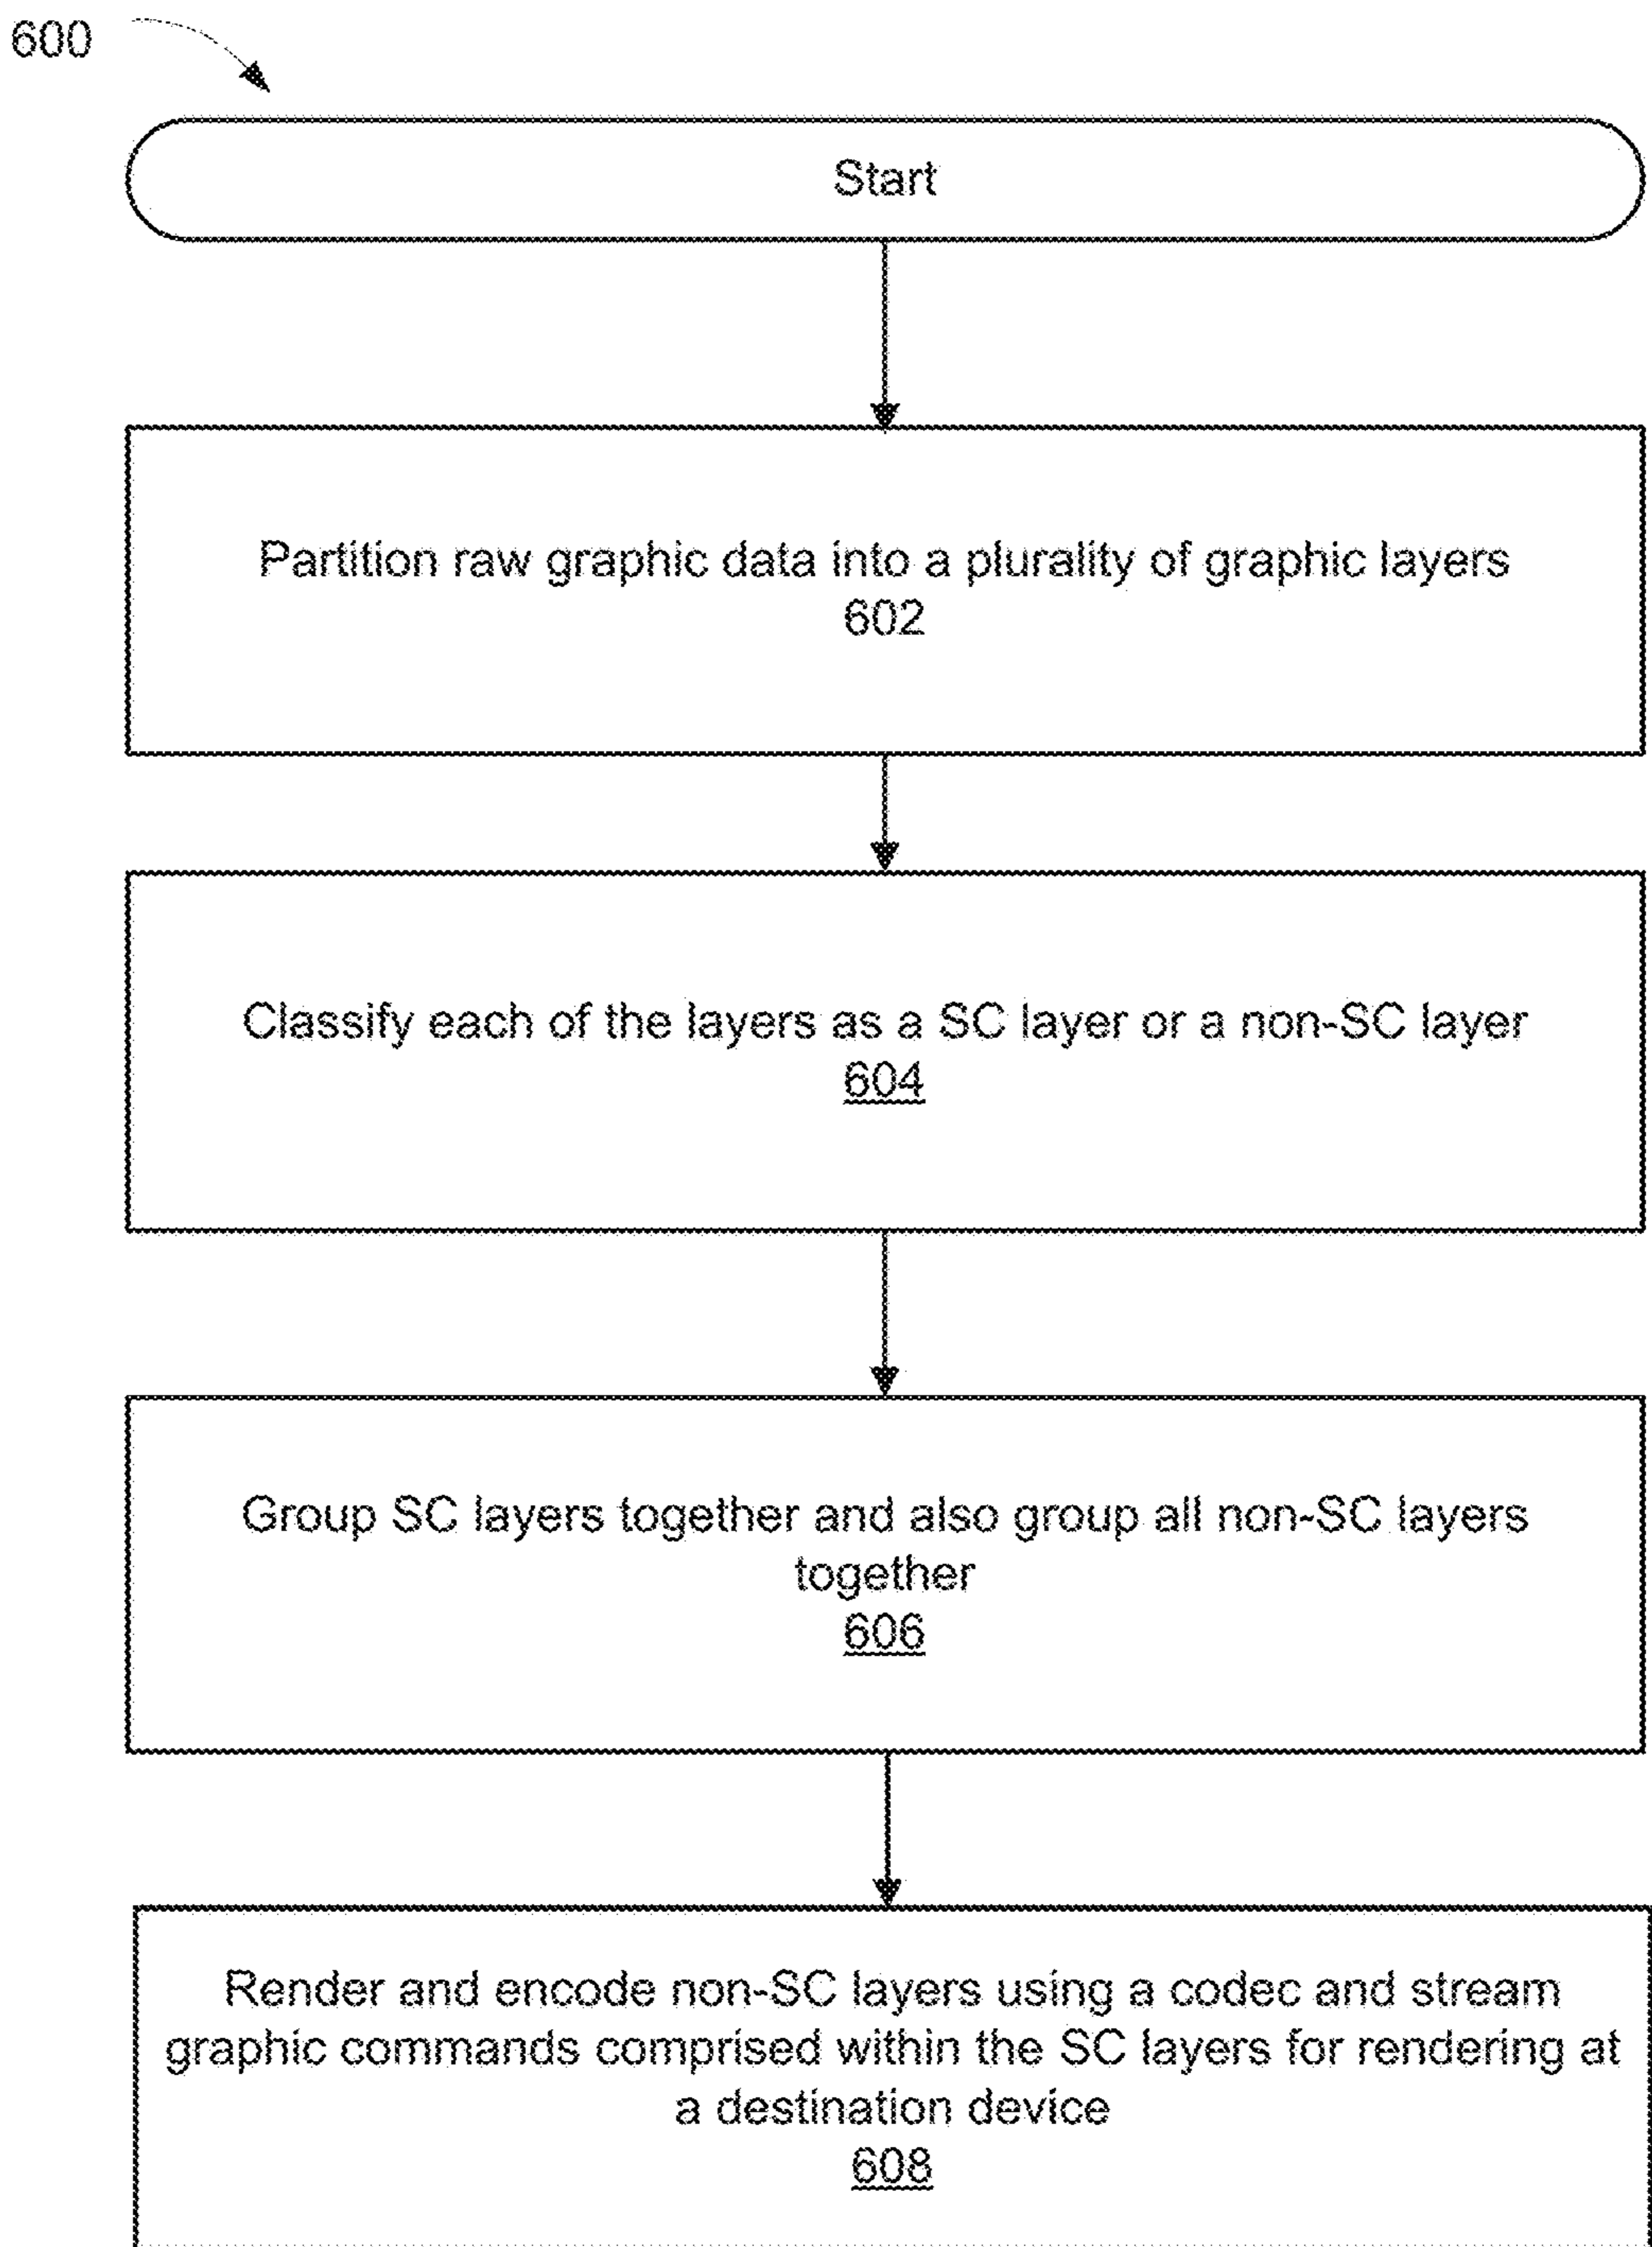 600
Start
Partition raw graphic data into a plurality of graphic layers
602
Classify each of the layers as a SC layer or a non-SC layer
604
Group SC layers together and also group all non-SC layers
together
606
Render and encode non-SC layers using a codec and stream
graphic commands comprised within the SC layers for rendering at
a destination device
608